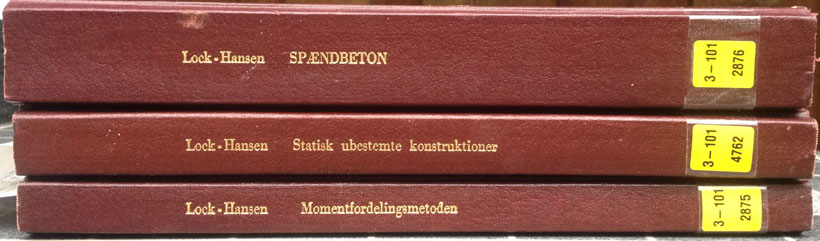 Lock-Hansen SPÆNDBETON
3-101
2876
Lock-Hansen Statisk ubestemte konstruktioner
3-101
4762
Lock-Hansen Momentfordelingsmetoden
3-101
2875